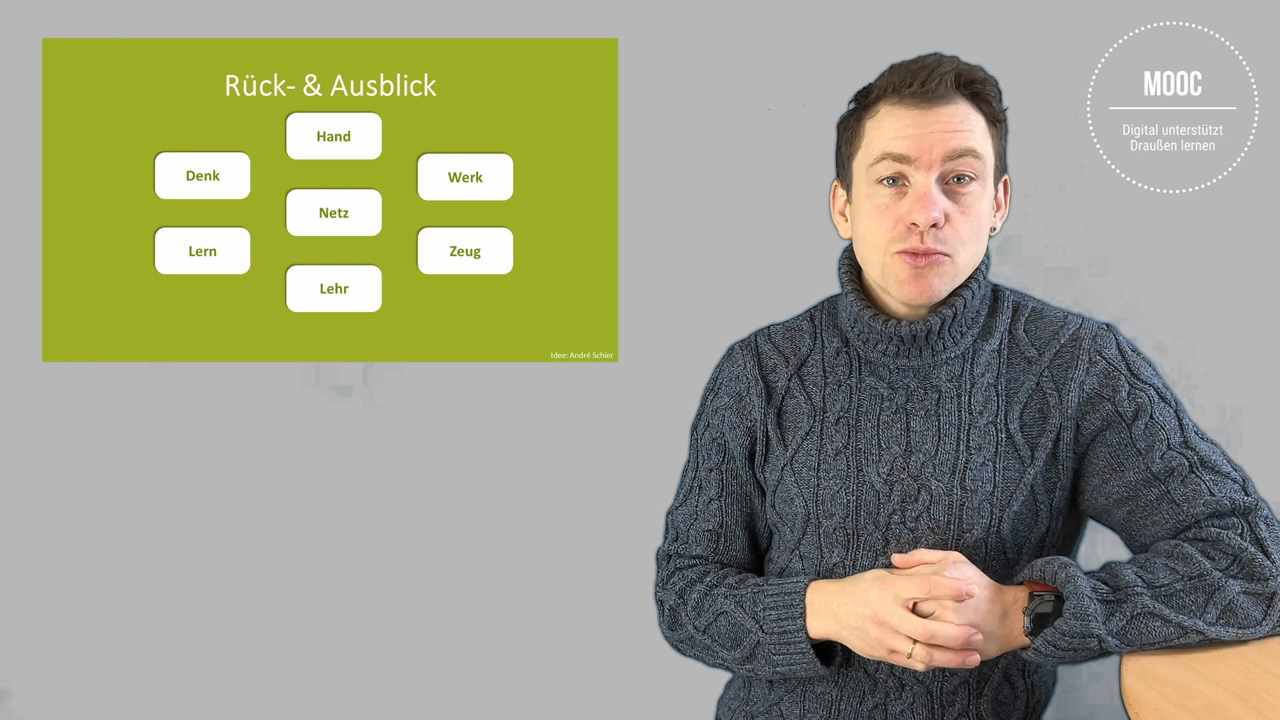 Rück- & Ausblick
Hand
Denk
Werk
Netz
Lern
Zeug
Lehr
Idee: André Schier
MOOC
Digital unterstützt
Draußen lernen